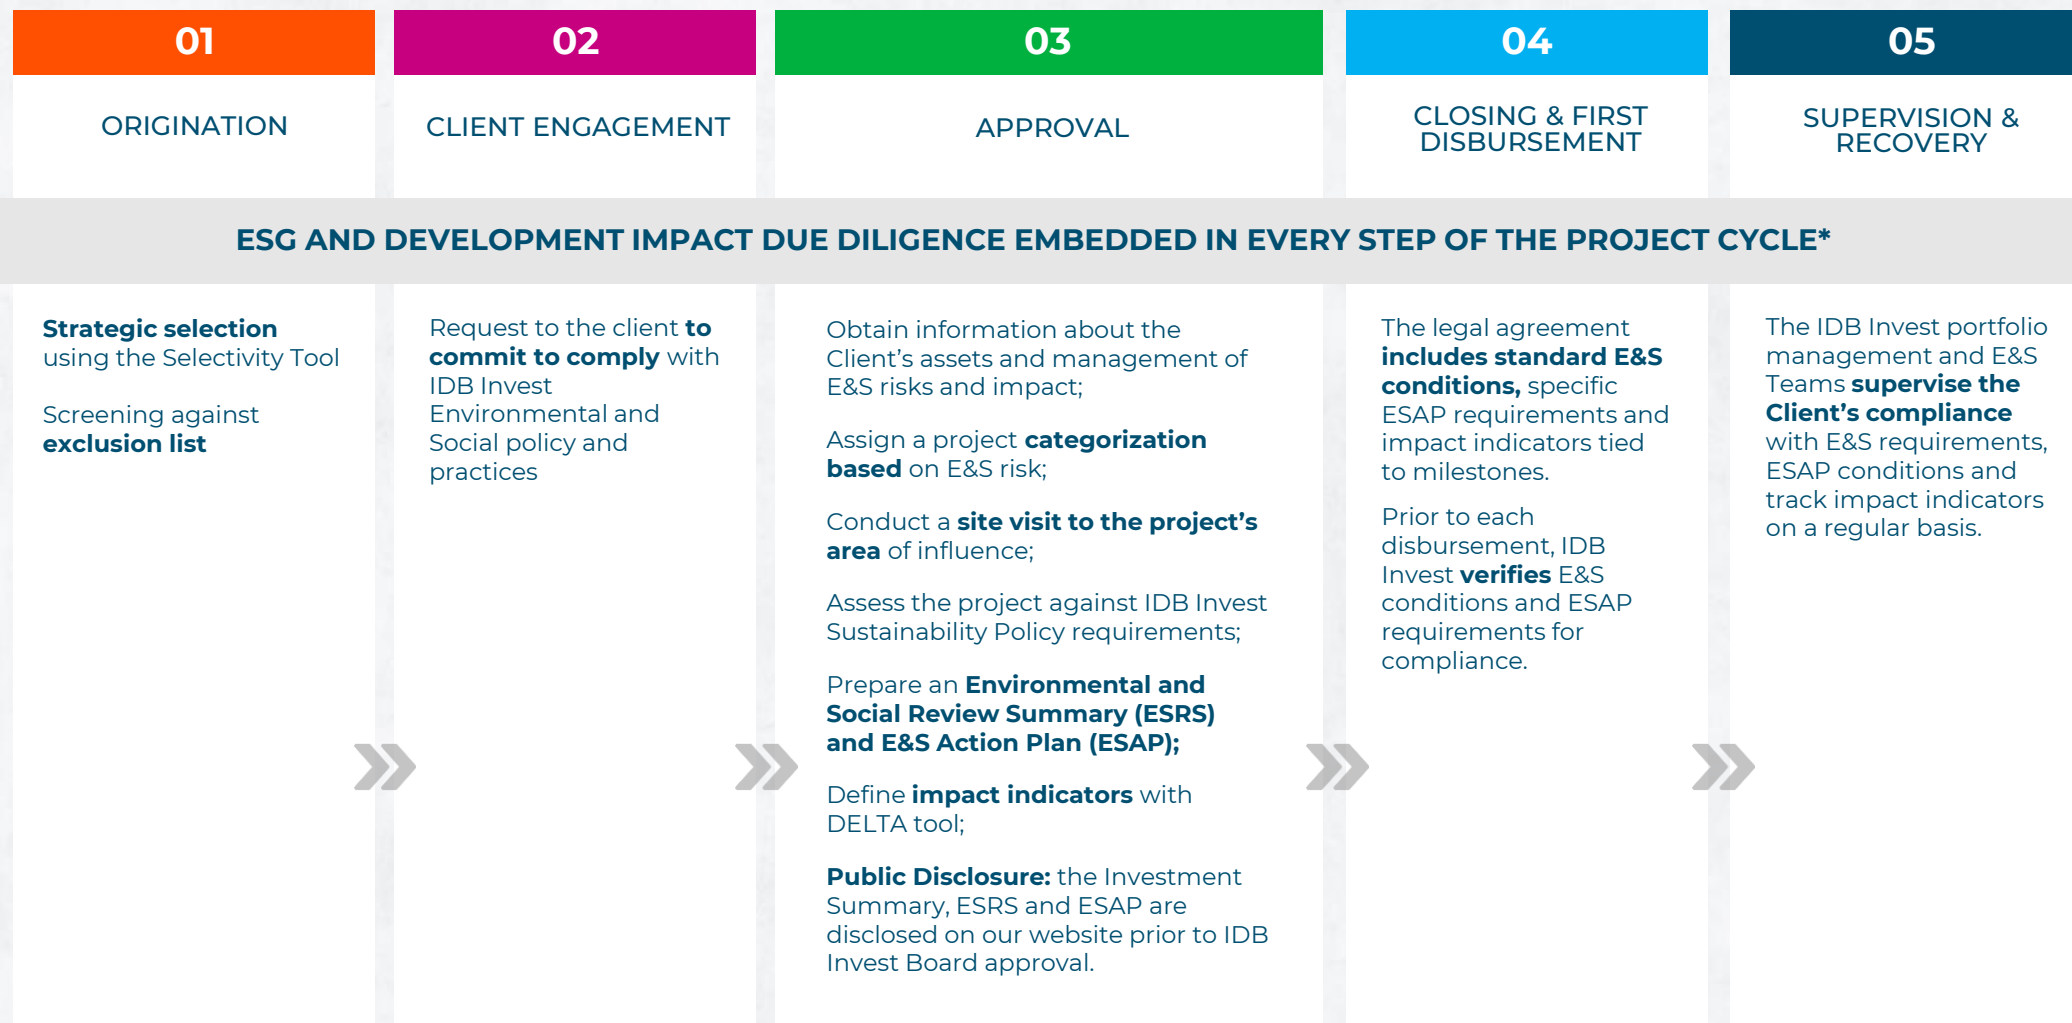 01
ORIGINATION
02
CLIENT ENGAGEMENT
03
APPROVAL
04
CLOSING & FIRST
DISBURSEMENT
05
SUPERVISION &
RECOVERY
ESG AND DEVELOPMENT IMPACT DUE DILIGENCE EMBEDDED IN EVERY STEP OF THE PROJECT CYCLE*
Strategic selection
using the Selectivity Tool
Screening against
exclusion list
Request to the client to
commit to comply with
IDB Invest
Environmental and
Social policy and
practices
Obtain information about the
Client’s assets and management of
E&S risks and impact;
Assign a project categorization
based on E&S risk;
Conduct a site visit to the project’s
area of influence;
Assess the project against IDB Invest
Sustainability Policy requirements;
Prepare an Environmental and
Social Review Summary (ESRS)
and E&S Action Plan (ESAP);
Define impact indicators with
DELTA tool;
Public Disclosure: the Investment
Summary, ESRS and ESAP are
disclosed on our website prior to IDB
Invest Board approval.
The legal agreement
includes standard E&S
conditions, specific
ESAP requirements and
impact indicators tied
to milestones.
Prior to each
disbursement, IDB
Invest verifies E&S
conditions and ESAP
requirements for
compliance.
The IDB Invest portfolio
management and E&S
Teams supervise the
Client’s compliance
with E&S requirements,
ESAP conditions and
track impact indicators
on a regular basis.